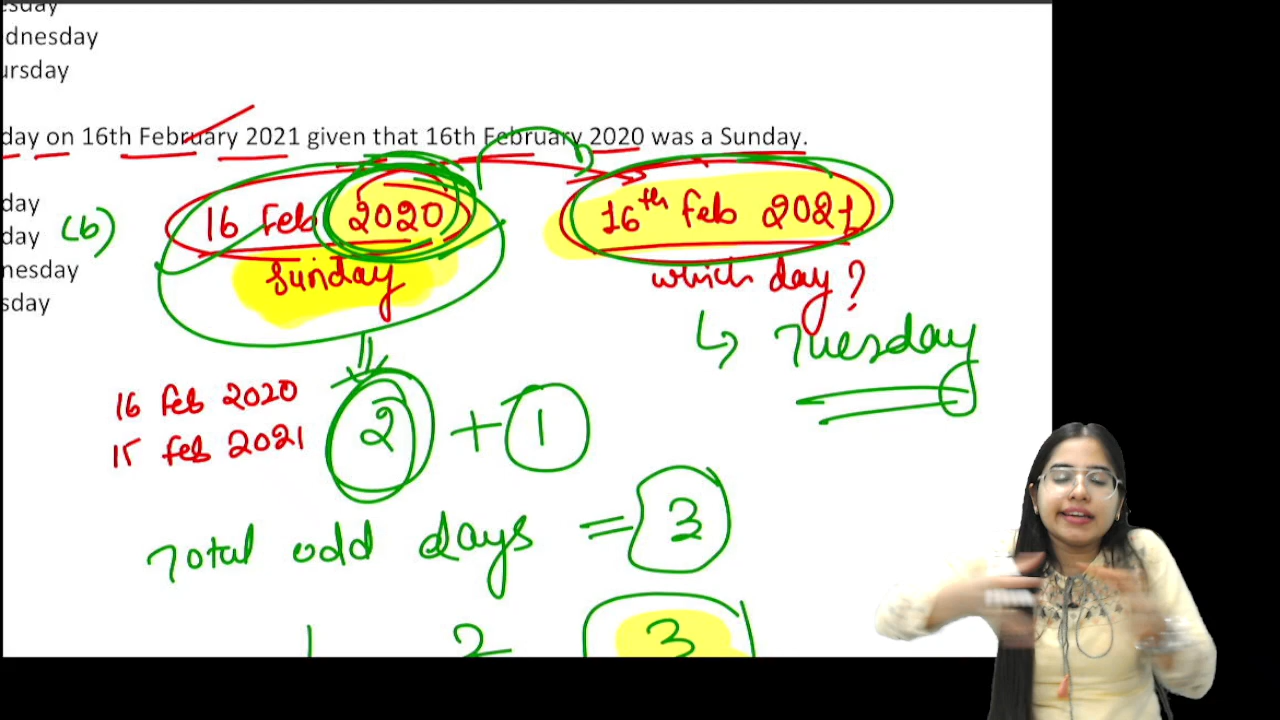 esday
dnesday
ursday
day on 16th February 2021 given that 16th February 2020 was a Sunday.
day
day (b)
nesday
sday
16 Feb 2020
Sunday
16th Feb 2021
which day?
↳ Tuesday
16 Feb 2020
15 Feb 2021
2 + 1
Total odd days = 3
1 2 3